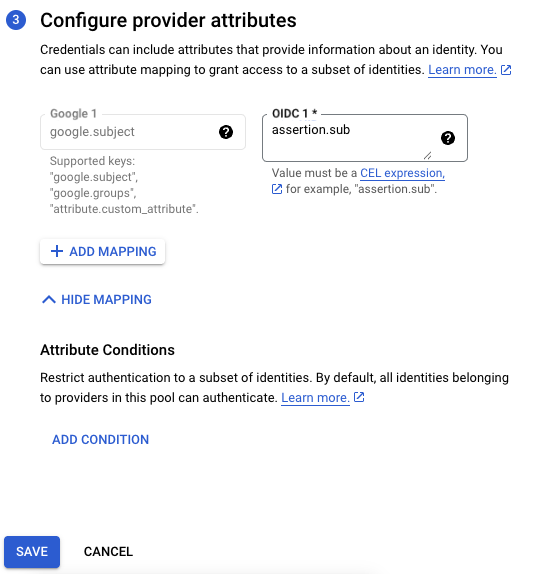 3 Configure provider attributes
Credentials can include attributes that provide information about an identity. You
can use attribute mapping to grant access to a subset of identities. Learn more.
Google 1
google.subject
Supported keys:
"google.subject",
"google.groups",
"attribute.custom_attribute".
OIDC 1 *
assertion.sub
Value must be a CEL expression,
for example, "assertion.sub".
ADD MAPPING
HIDE MAPPING
Attribute Conditions
Restrict authentication to a subset of identities. By default, all identities belonging
to providers in this pool can authenticate. Learn more.
ADD CONDITION
SAVE CANCEL